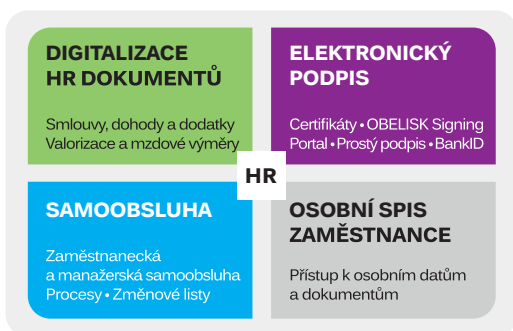 DIGITALIZACE
HR DOKUMENTŮ
Smlouvy, dohody a dodatky
Valorizace a mzdové výměry
ELEKTRONICKÝ
PODPIS
Certifikáty • OBELISK Signing
Portal • Prostý podpis • BankID
HR
SAMOOBSLUHA
Zaměstnanecká
a manažerská samoobsluha
Procesy • Změnové listy
OSOBNÍ SPIS
ZAMĚSTNANCE
Přístup k osobním datům
a dokumentům